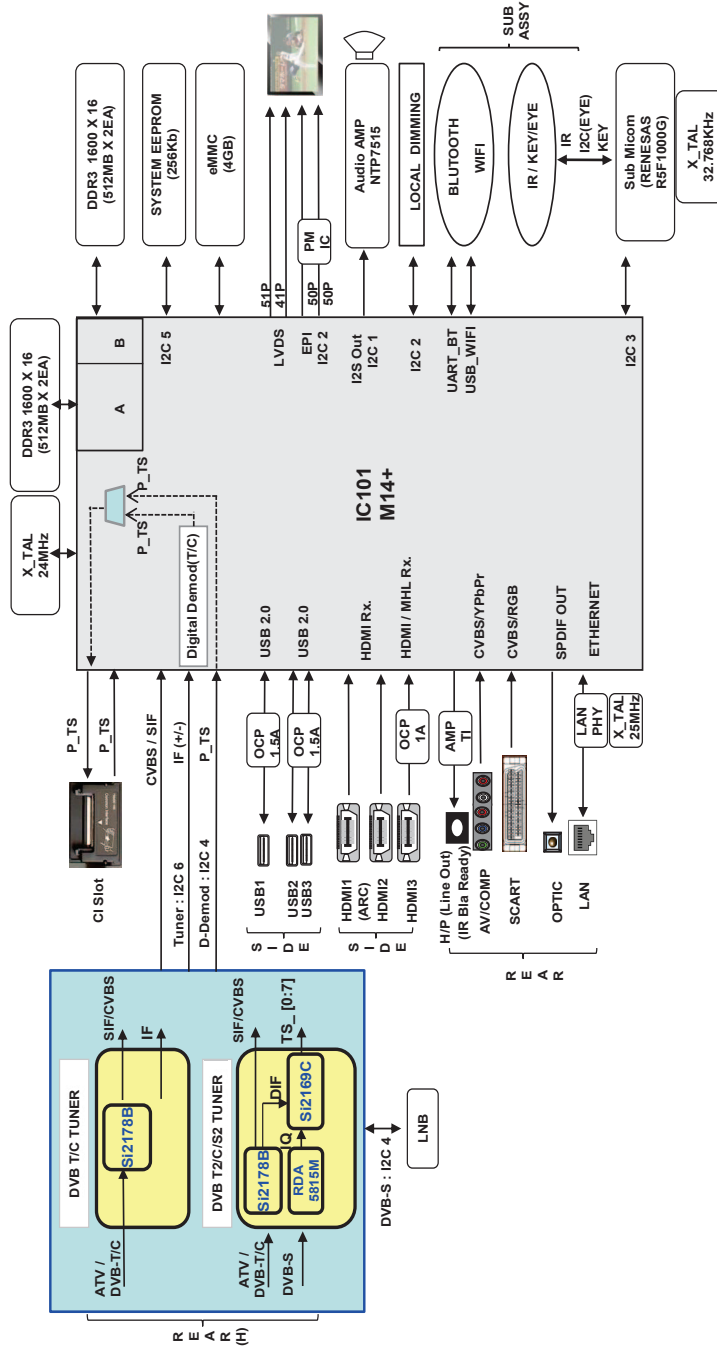 REAR
(H)
DVB T/C TUNER
Si2178B
ATV /
DVB-T/C
SIF/CVBS
IF
DVB T2/C/S2 TUNER
Si2178B
RDA
5815M
Si2169C
DIF
IQ
ATV /
DVB-T/C
DVB-S
SIF/CVBS
TS_ [0:7]
DVB-S : I2C 4
LNB
CI Slot
P_TS
P_TS
CVBS / SIF
Tuner : I2C 6
IF (+/-)
D-Demod : I2C 4
P_TS
SIDE
USB1
USB2
USB3
OCP
1.5A
OCP
1.5A
USB 2.0
USB 2.0
SIDE
HDMI1
(ARC)
HDMI2
HDMI3
OCP
1A
HDMI Rx.
HDMI / MHL Rx.
REAR
H/P (Line Out)
(IR Bla Ready)
AV/COMP
SCART
OPTIC
LAN
AMP
TI
CVBS/YPbPr
CVBS/RGB
SPDIF OUT
ETHERNET
LAN
PHY
X_TAL
25MHz
X_TAL
24MHz
DDR3 1600 X 16
(512MB X 2EA)
A
B
P_TS
P_TS
Digital Demod(T/C)
IC101
M14+
I2C 5
LVDS
EPI
I2C 2
I2S Out
I2C 1
I2C 2
UART_BT
USB_WIFI
I2C 3
51P
41P
50P
50P
PM
IC
DDR3 1600 X 16
(512MB X 2EA)
SYSTEM EEPROM
(256Kb)
eMMC
(4GB)
Audio AMP
NTP7515
LOCAL DIMMING
BLUTOOTH
WIFI
IR / KEY/EYE
SUB
ASSY
IR
I2C(EYE)
KEY
Sub Micom
(RENESAS
R5F1000G)
X_TAL
32.768KHz